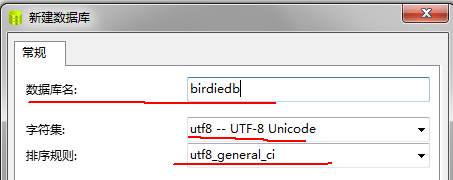 新建数据库
常规
数据库名: birdiedb
字符集: utf8 -- UTF-8 Unicode
排序规则: utf8_general_ci